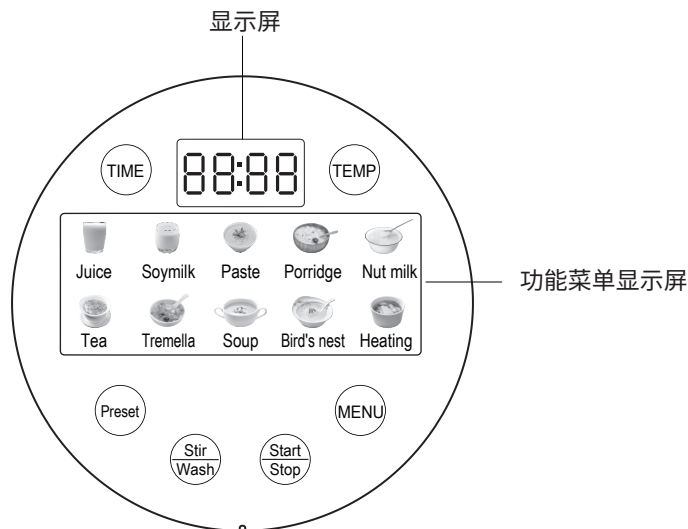 显示屏
TIME
88:88
TEMP
Juice Soymilk Paste Porridge Nut milk
功能菜单显示屏
Tea Tremella Soup Bird's nest Heating
Preset
MENU
Stir
Wash
Start
Stop